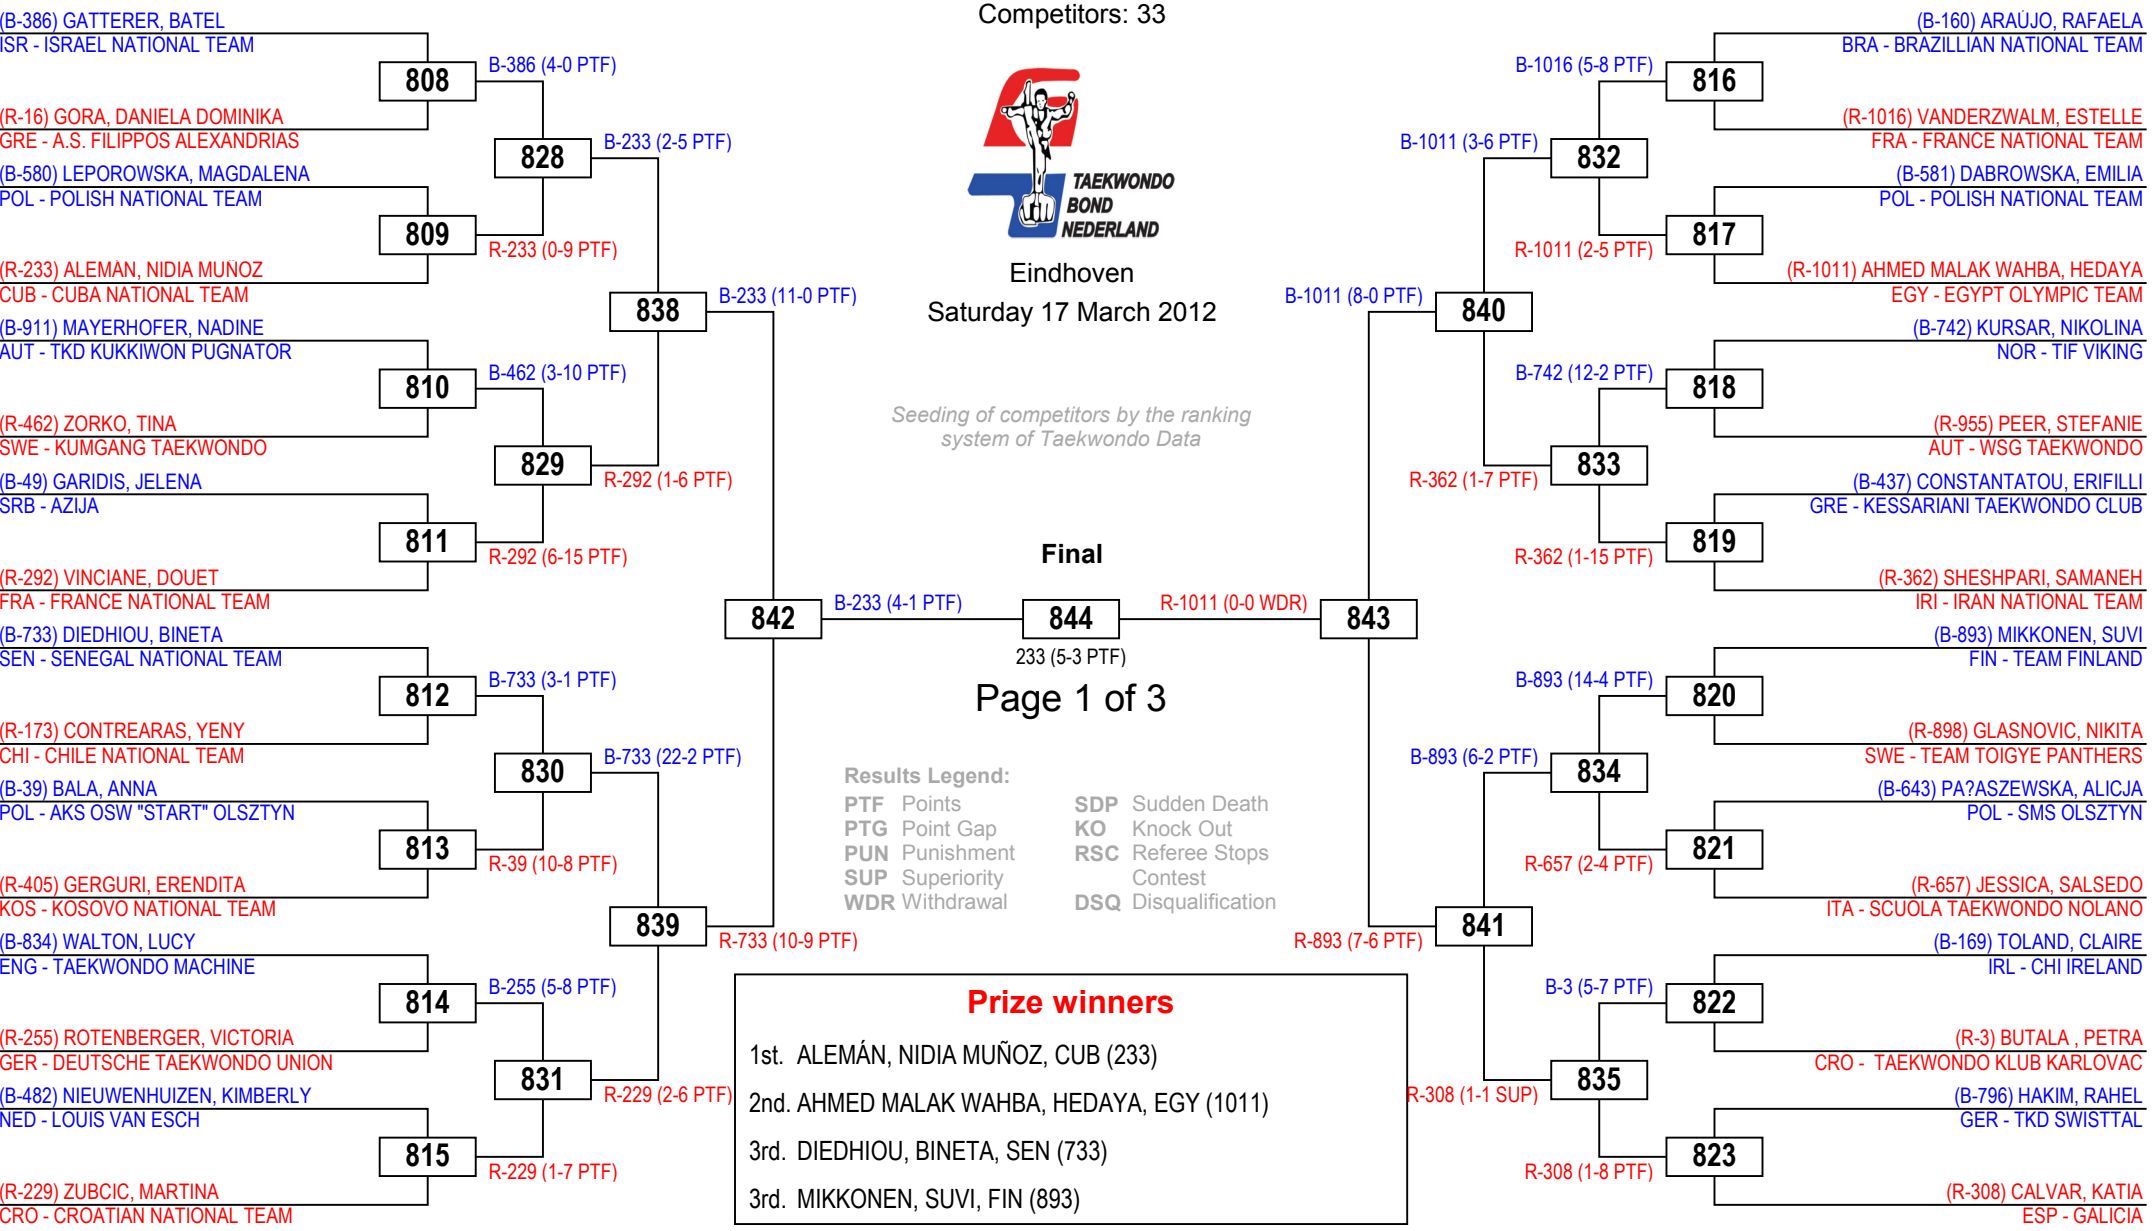 Competitors: 33
TAEKWONDO
BOND
NEDERLAND
Eindhoven
Saturday 17 March 2012
Seeding of competitors by the ranking
system of Taekwondo Data
(B-386) GATTERER, BATEL
ISR - ISRAEL NATIONAL TEAM
808
B-386 (4-0 PTF)
(R-16) GORA, DANIELA DOMINIKA
GRE - A.S. FILIPPOS ALEXANDRIAS
828
B-233 (2-5 PTF)
(B-580) LEPOROWSKA, MAGDALENA
POL - POLISH NATIONAL TEAM
809
R-233 (0-9 PTF)
(R-233) ALEMÁN, NIDIA MUÑOZ
CUB - CUBA NATIONAL TEAM
838
B-233 (11-0 PTF)
(B-911) MAYERHOFER, NADINE
AUT - TKD KUKKIWON PUGNATOR
810
B-462 (3-10 PTF)
(R-462) ZORKO, TINA
SWE - KUMGANG TAEKWONDO
829
R-292 (1-6 PTF)
(B-49) GARIDIS, JELENA
SRB - AZIJA
811
R-292 (6-15 PTF)
(R-292) VINCIANE, DOUET
FRA - FRANCE NATIONAL TEAM
842
B-233 (4-1 PTF)
(B-733) DIEDHIOU, BINETA
SEN - SENEGAL NATIONAL TEAM
812
B-733 (3-1 PTF)
(R-173) CONTREARAS, YENY
CHI - CHILE NATIONAL TEAM
830
B-733 (22-2 PTF)
(B-39) BALA, ANNA
POL - AKS OSW "START" OLSZTYN
813
R-39 (10-8 PTF)
(R-405) GERGURI, ERENDITA
KOS - KOSOVO NATIONAL TEAM
839
R-733 (10-9 PTF)
(B-834) WALTON, LUCY
ENG - TAEKWONDO MACHINE
814
B-255 (5-8 PTF)
(R-255) ROTENBERGER, VICTORIA
GER - DEUTSCHE TAEKWONDO UNION
831
R-229 (2-6 PTF)
(B-482) NIEUWENHUIZEN, KIMBERLY
NED - LOUIS VAN ESCH
815
R-229 (1-7 PTF)
(R-229) ZUBCIC, MARTINA
CRO - CROATIAN NATIONAL TEAM
Final
844
233 (5-3 PTF)
Page 1 of 3
Results Legend:
PTF Points
PTG Point Gap
PUN Punishment
SUP Superiority
WDR Withdrawal
SDP Sudden Death
KO Knock Out
RSC Referee Stops
Contest
DSQ Disqualification
Prize winners
1st. ALEMÁN, NIDIA MUÑOZ, CUB (233)
2nd. AHMED MALAK WAHBA, HEDAYA, EGY (1011)
3rd. DIEDHIOU, BINETA, SEN (733)
3rd. MIKKONEN, SUVI, FIN (893)
(B-160) ARAÚJO, RAFAELA
BRA - BRAZILLIAN NATIONAL TEAM
B-1016 (5-8 PTF)
816
(R-1016) VANDERZWALM, ESTELLE
FRA - FRANCE NATIONAL TEAM
B-1011 (3-6 PTF)
832
(B-581) DABROWSKA, EMILIA
POL - POLISH NATIONAL TEAM
R-1011 (2-5 PTF)
817
(R-1011) AHMED MALAK WAHBA, HEDAYA
EGY - EGYPT OLYMPIC TEAM
B-1011 (8-0 PTF)
840
(B-742) KURSAR, NIKOLINA
NOR - TIF VIKING
B-742 (12-2 PTF)
818
(R-955) PEER, STEFANIE
AUT - WSG TAEKWONDO
R-362 (1-7 PTF)
833
(B-437) CONSTANTATOU, ERIFILLI
GRE - KESSARIANI TAEKWONDO CLUB
R-362 (1-15 PTF)
819
(R-362) SHESHPARI, SAMANEH
IRI - IRAN NATIONAL TEAM
R-1011 (0-0 WDR)
843
(B-893) MIKKONEN, SUVI
FIN - TEAM FINLAND
B-893 (14-4 PTF)
820
(R-898) GLASNOVIC, NIKITA
SWE - TEAM TOIGYE PANTHERS
B-893 (6-2 PTF)
834
(B-643) PA?ASZEWSKA, ALICJA
POL - SMS OLSZTYN
R-657 (2-4 PTF)
821
(R-657) JESSICA, SALSEDO
ITA - SCUOLA TAEKWONDO NOLANO
R-893 (7-6 PTF)
841
(B-169) TOLAND, CLAIRE
IRL - CHI IRELAND
B-3 (5-7 PTF)
822
(R-3) BUTALA , PETRA
CRO - TAEKWONDO KLUB KARLOVAC
R-308 (1-1 SUP)
835
(B-796) HAKIM, RAHEL
GER - TKD SWISTTAL
R-308 (1-8 PTF)
823
(R-308) CALVAR, KATIA
ESP - GALICIA